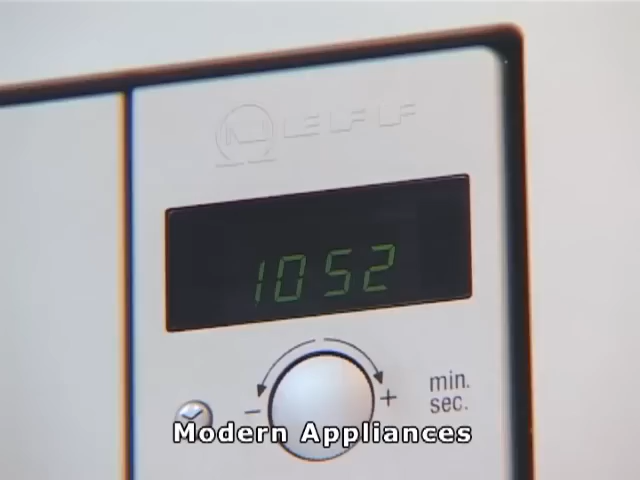 NEFF
1052
- +
min.
sec.
Modern Appliances